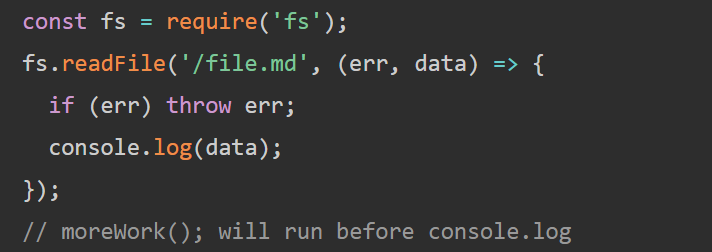 const fs = require('fs');
fs.readFile('/file.md', (err, data) => {
  if (err) throw err;
  console.log(data);
});
// moreWork(); will run before console.log